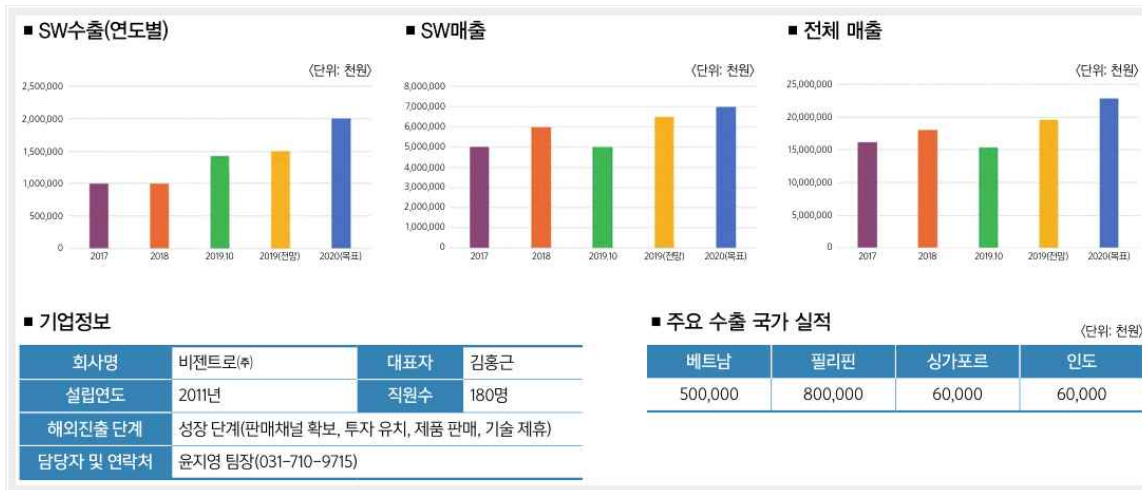 ■ SW수출(연도별)
〈단위: 천원〉
2,500,000
2,000,000
1,500,000
1,000,000
500,000
0
2017 2018 2019.10 2019(전망) 2020(목표)
■ SW매출
〈단위: 천원〉
8,000,000
7,000,000
6,000,000
5,000,000
4,000,000
3,000,000
2,000,000
1,000,000
0
2017 2018 2019.10 2019(전망) 2020(목표)
■ 전체 매출
〈단위: 천원〉
25,000,000
20,000,000
15,000,000
10,000,000
5,000,000
0
2017 2018 2019.10 2019(전망) 2020(목표)
■ 기업정보
회사명 비젠트로㈜ 대표자 김홍근
설립연도 2011년 직원수 180명
해외진출 단계 성장 단계(판매채널 확보, 투자 유치, 제품 판매, 기술 제휴)
담당자 및 연락처 윤지영 팀장(031-710-9715)
■ 주요 수출 국가 실적
〈단위: 천원〉
베트남 필리핀 싱가포르 인도
500,000 800,000 60,000 60,000